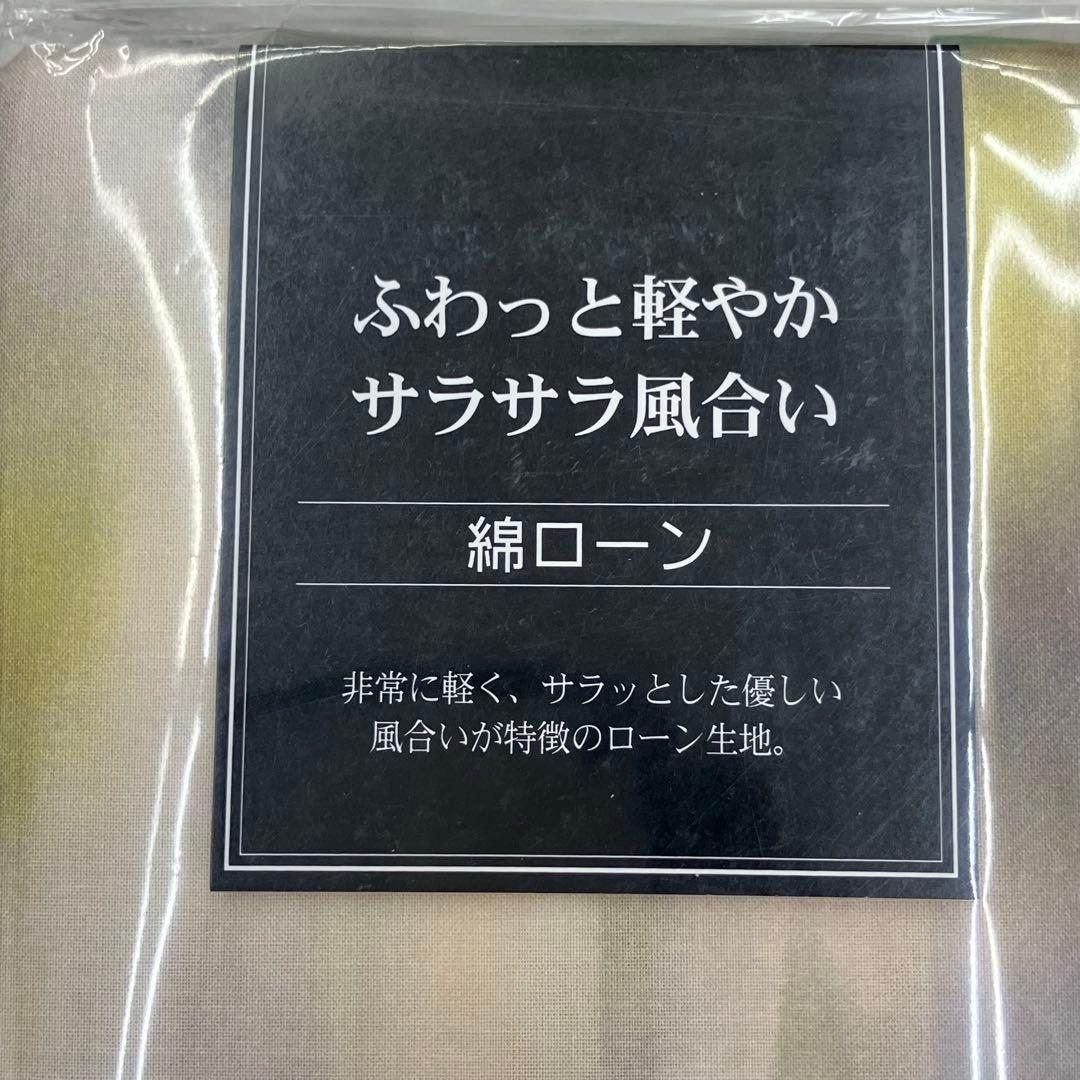 ふわっと軽やか
サラサラ風合い
綿ローン
非常に軽く、サラッとした優しい
風合いが特徴のローン生地。